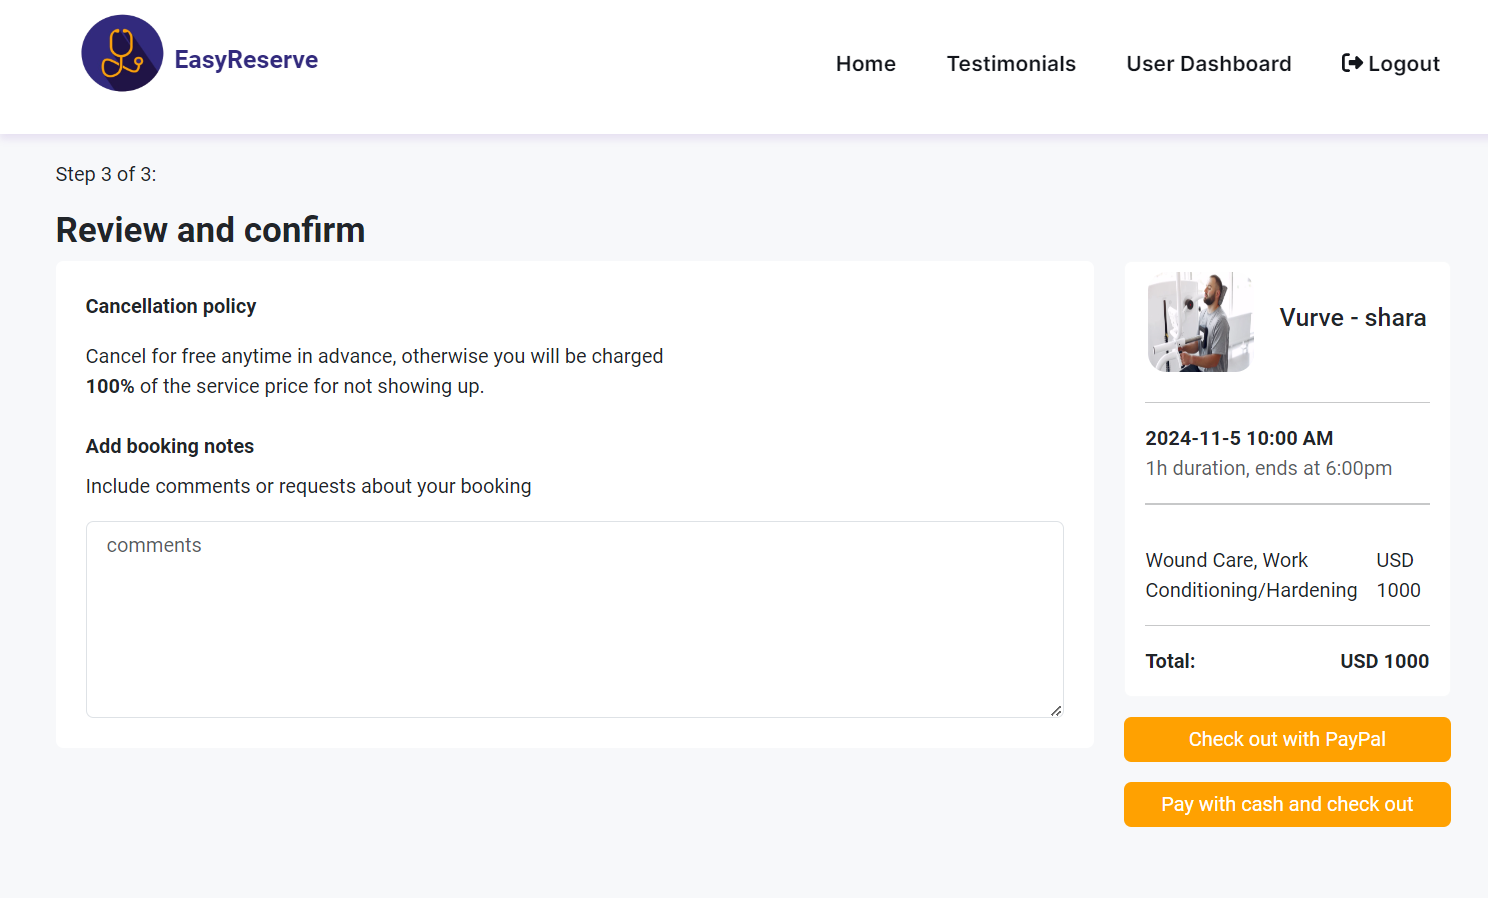 EasyReserve
Home
Testimonials
User Dashboard
Logout
Step 3 of 3:
Review and confirm
Cancellation policy
Cancel for free anytime in advance, otherwise you will be charged
100% of the service price for not showing up.
Add booking notes
Include comments or requests about your booking
comments
Vurve - shara
2024-11-5 10:00 AM
1h duration, ends at 6:00pm
Wound Care, Work USD
Conditioning/Hardening 1000
Total: USD 1000
Check out with PayPal
Pay with cash and check out